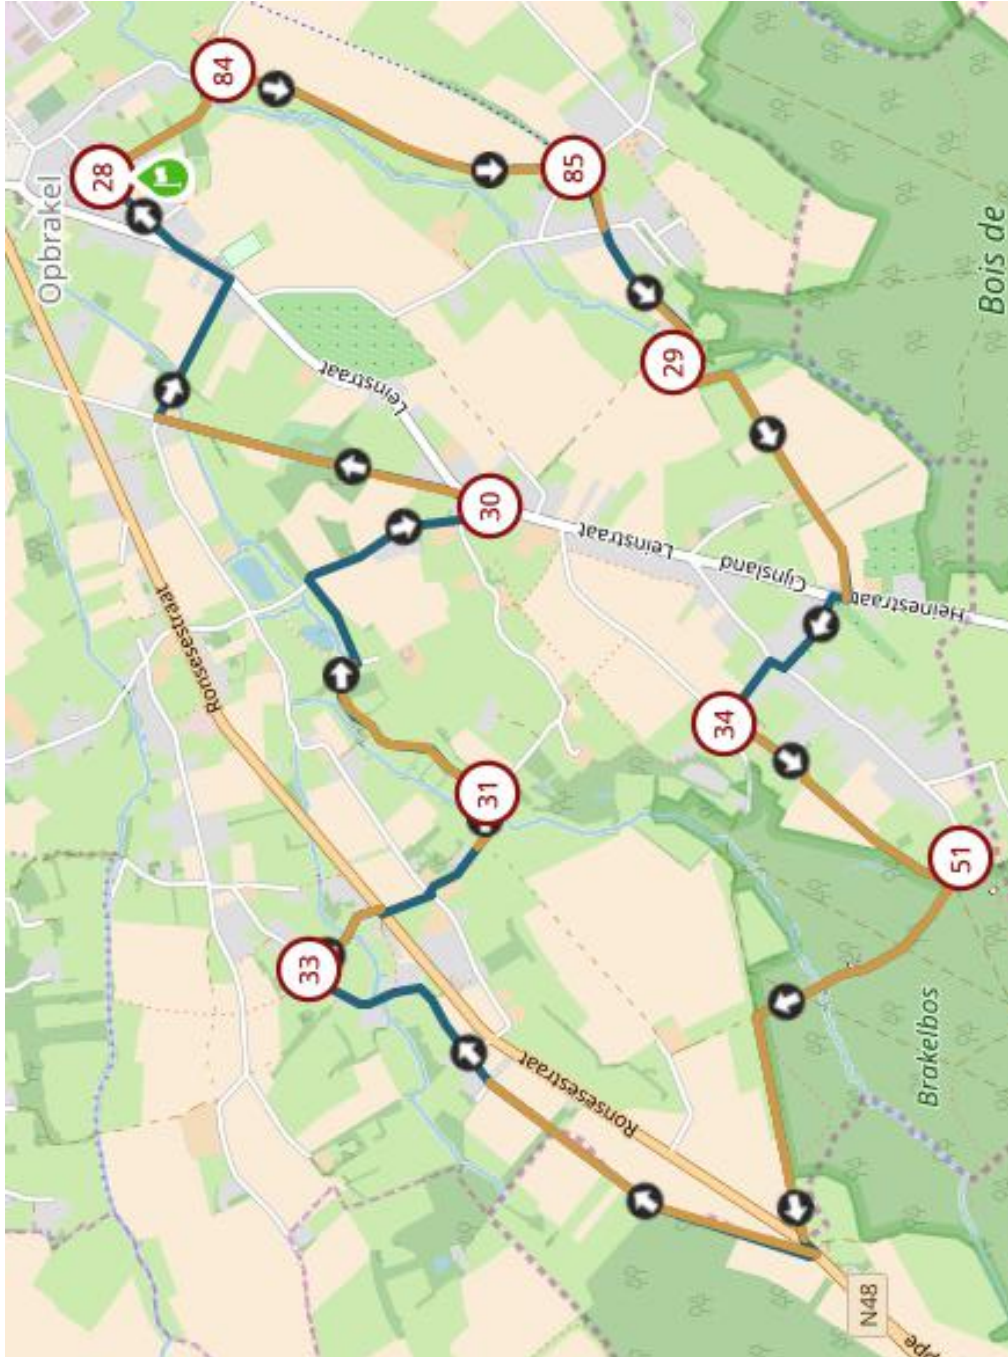 Opbrakel
28
84
85
29
30
31
33
34
51
Leinstraat
Leinstraat
Cijnsland
Heinestraat
Ronsesestraat
Ronsesestraat
Brakelbos
Bois de
N48
ppe